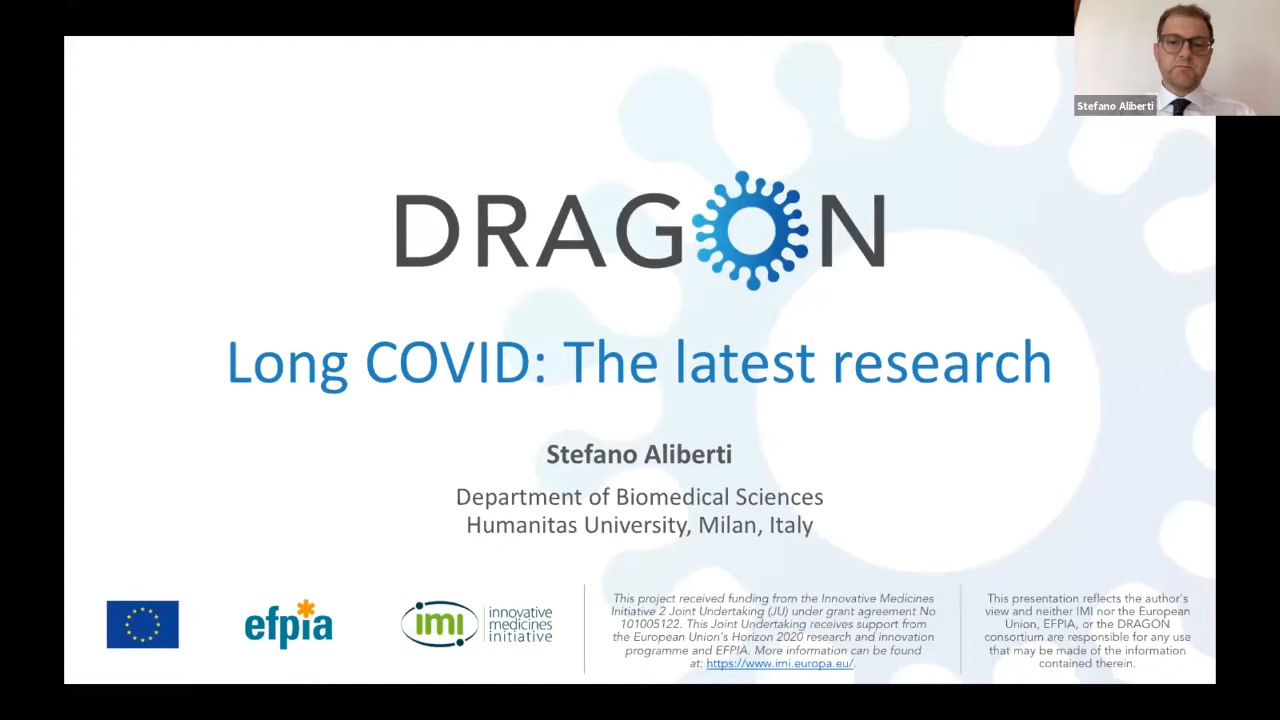 Stefano Aliberti
DRAGON
Long COVID: The latest research
Stefano Aliberti
Department of Biomedical Sciences
Humanitas University, Milan, Italy
efpia
imi
innovative
medicines
initiative
This project received funding from the Innovative Medicines
Initiative 2 Joint Undertaking (JU) under grant agreement No
101005122. This Joint Undertaking receives support from
the European Union's Horizon 2020 research and innovation
programme and EFPIA. More information can be found
at: https://www.imi.europa.eu/.
This presentation reflects the author's
view and neither IMI nor the European
Union, EFPIA, or the DRAGON
consortium are responsible for any use
that may be made of the information
contained therein.